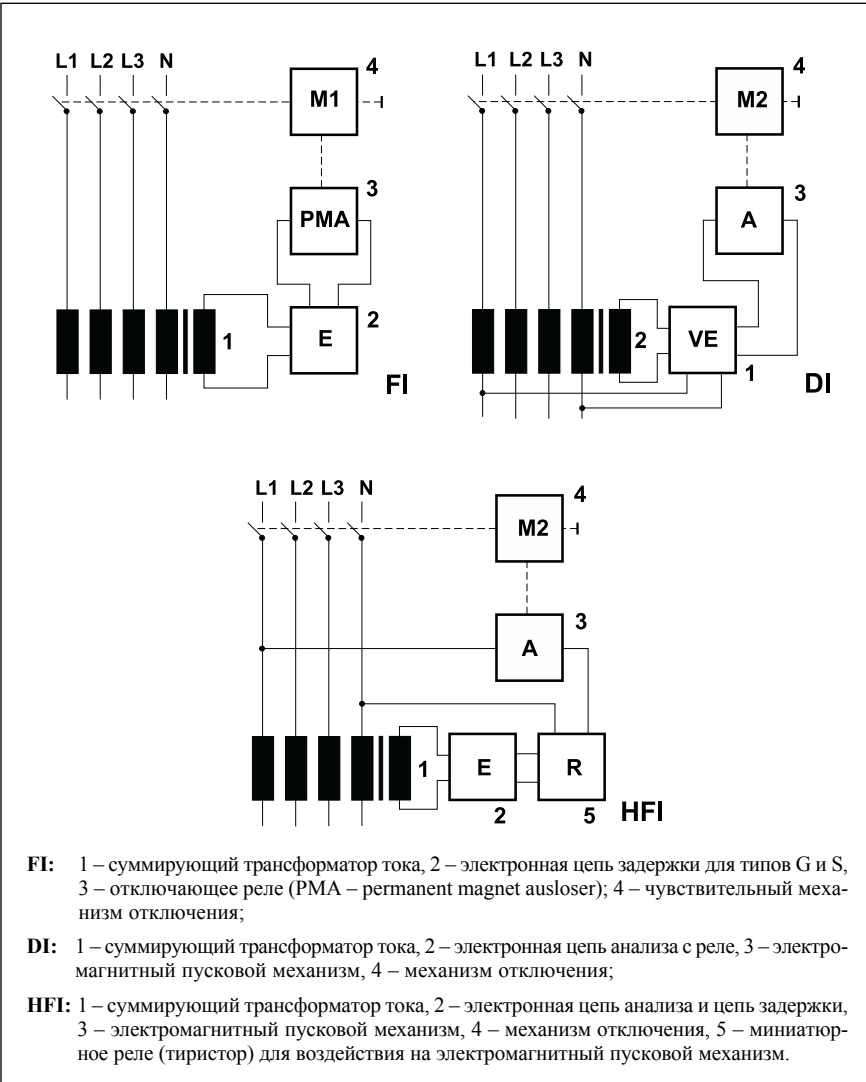 L1 L2 L3 N 4
M1
3
PMA
1 E 2
FI
L1 L2 L3 N 4
M2
3
A
2 VE
1
DI
L1 L2 L3 N 4
M2
3
A
1 E R
2 5 HFI
FI: 1 – суммирующий трансформатор тока, 2 – электронная цепь задержки для типов G и S,
3 – отключающее реле (PMA – permanent magnet ausloser); 4 – чувствительный меха-
низм отключения;
DI: 1 – суммирующий трансформатор тока, 2 – электронная цепь анализа с реле, 3 – электро-
магнитный пусковой механизм, 4 – механизм отключения;
HFI: 1 – суммирующий трансформатор тока, 2 – электронная цепь анализа и цепь задержки,
3 – электромагнитный пусковой механизм, 4 – механизм отключения, 5 – миниатюр-
ное реле (тиристор) для воздействия на электромагнитный пусковой механизм.